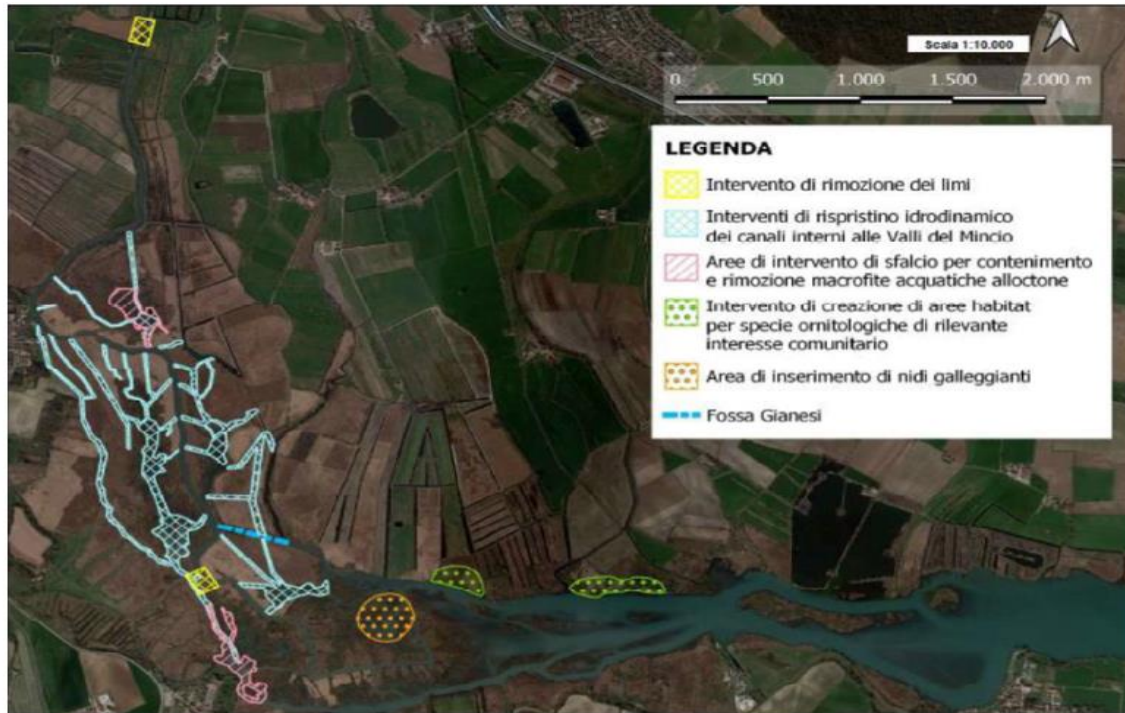 Scala 1:10.000
0 500 1.000 1.500 2.000 m
LEGENDA
Intervento di rimozione dei limi
Interventi di rispristino idrodinamico
dei canali interni alle Valli del Mincio
Aree di intervento di sfalcio per contenimento
e rimozione macrofite acquatiche alloctone
Intervento di creazione di aree habitat
per specie ornitologiche di rilevante
interesse comunitario
Area di inserimento di nidi galleggianti
Fossa Gianesi